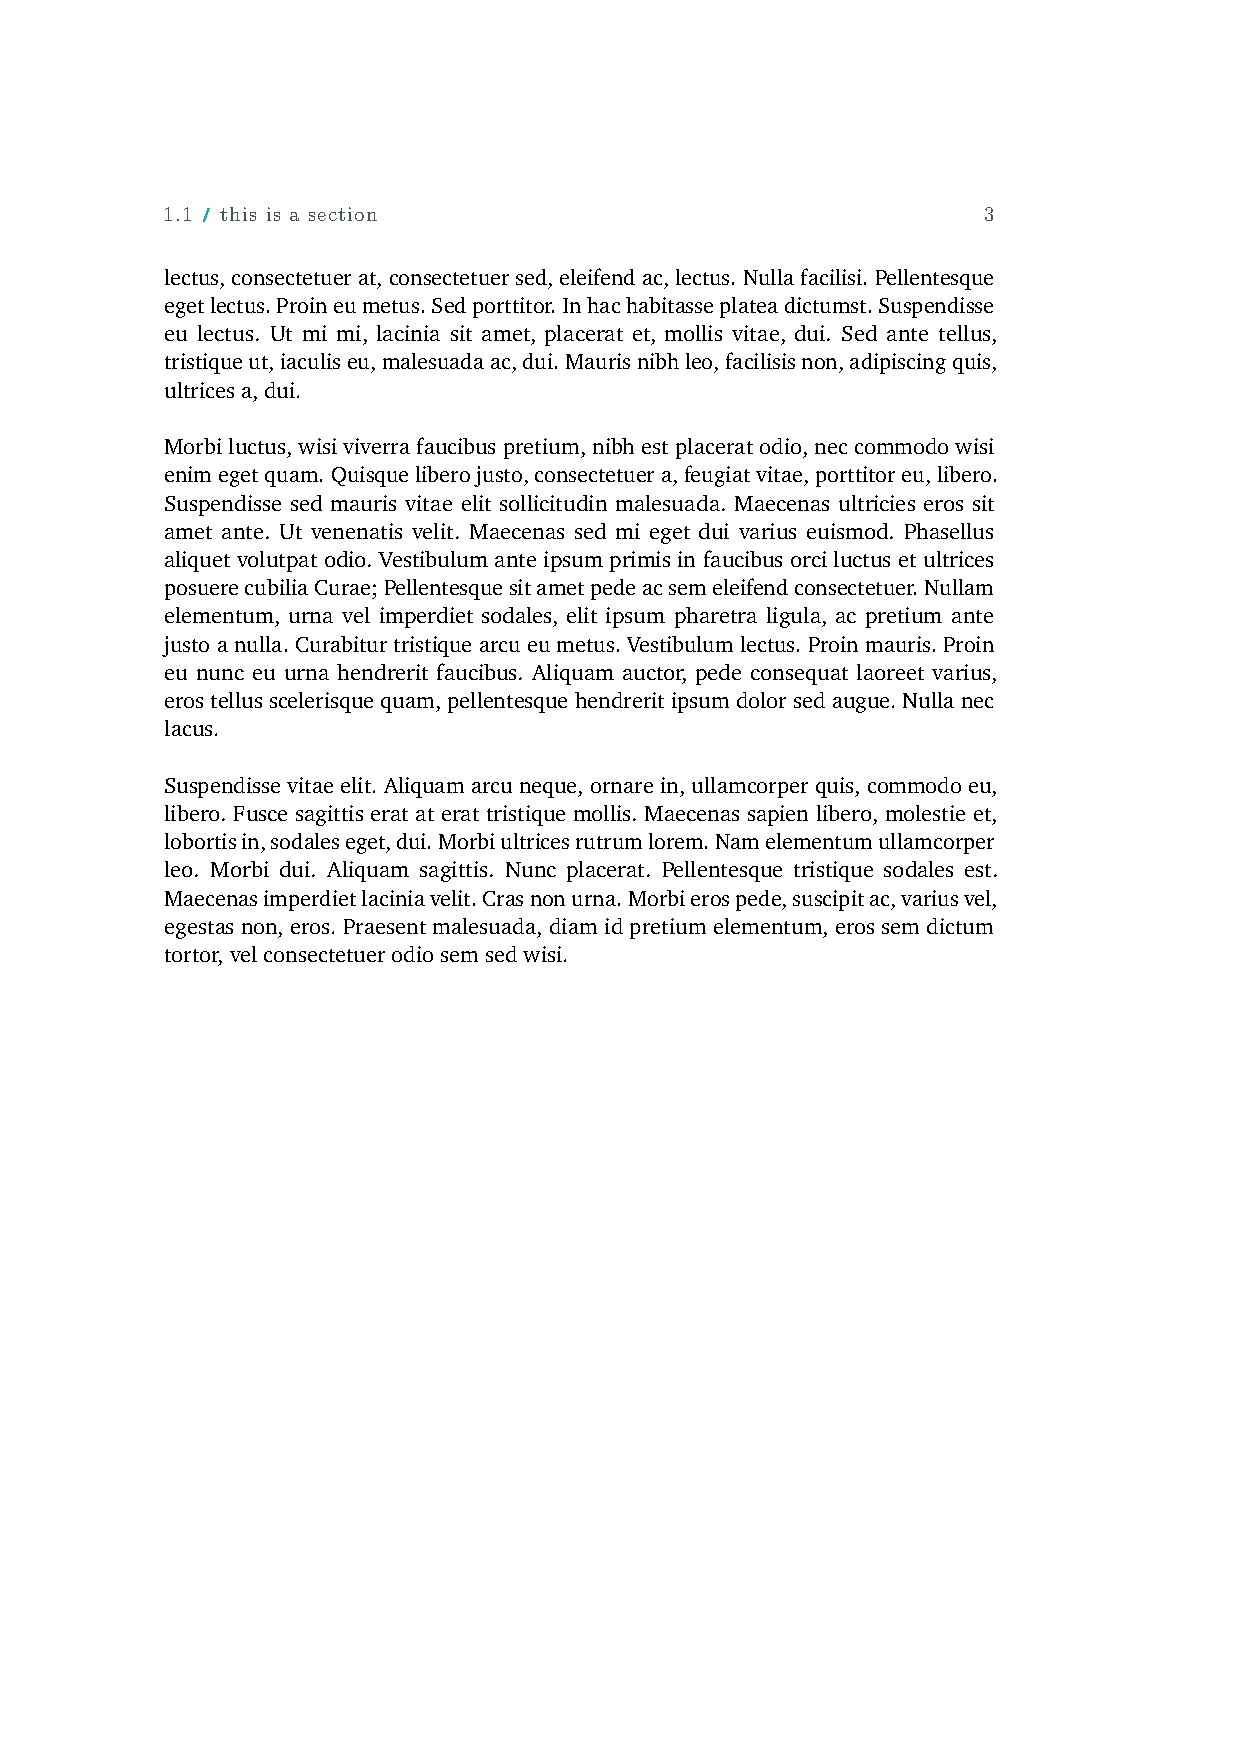 1.1 / this is a section 3
lectus, consectetuer at, consectetuer sed, eleifend ac, lectus. Nulla facilisi. Pellentesque
eget lectus. Proin eu metus. Sed porttitor. In hac habitasse platea dictumst. Suspendisse
eu lectus. Ut mi mi, lacinia sit amet, placerat et, mollis vitae, dui. Sed ante tellus,
tristique ut, iaculis eu, malesuada ac, dui. Mauris nibh leo, facilisis non, adipiscing quis,
ultrices a, dui.
Morbi luctus, wisi viverra faucibus pretium, nibh est placerat odio, nec commodo wisi
enim eget quam. Quisque libero justo, consectetuer a, feugiat vitae, porttitor eu, libero.
Suspendisse sed mauris vitae elit sollicitudin malesuada. Maecenas ultricies eros sit
amet ante. Ut venenatis velit. Maecenas sed mi eget dui varius euismod. Phasellus
aliquet volutpat odio. Vestibulum ante ipsum primis in faucibus orci luctus et ultrices
posuere cubilia Curae; Pellentesque sit amet pede ac sem eleifend consectetuer. Nullam
elementum, urna vel imperdiet sodales, elit ipsum pharetra ligula, ac pretium ante
justo a nulla. Curabitur tristique arcu eu metus. Vestibulum lectus. Proin mauris. Proin
eu nunc eu urna hendrerit faucibus. Aliquam auctor, pede consequat laoreet varius,
eros tellus scelerisque quam, pellentesque hendrerit ipsum dolor sed augue. Nulla nec
lacus.
Suspendisse vitae elit. Aliquam arcu neque, ornare in, ullamcorper quis, commodo eu,
libero. Fusce sagittis erat at erat tristique mollis. Maecenas sapien libero, molestie et,
lobortis in, sodales eget, dui. Morbi ultrices rutrum lorem. Nam elementum ullamcorper
leo. Morbi dui. Aliquam sagittis. Nunc placerat. Pellentesque tristique sodales est.
Maecenas imperdiet lacinia velit. Cras non urna. Morbi eros pede, suscipit ac, varius vel,
egestas non, eros. Praesent malesuada, diam id pretium elementum, eros sem dictum
tortor, vel consectetuer odio sem sed wisi.